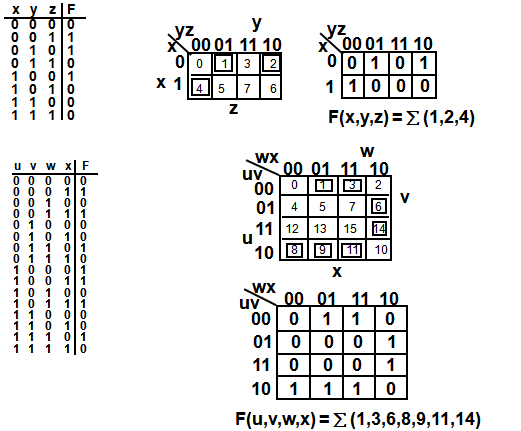 x y z F
0 0 0 0
0 0 1 1
0 1 0 1
0 1 1 0
1 0 0 1
1 0 1 0
1 1 0 0
1 1 1 0
y
yz
x 00 01 11 10
0 0 1 3 2
x 1 4 5 7 6
z
yz
x 00 01 11 10
0 0 1 0 1
1 1 0 0 0
F(x,y,z) = ∑ (1,2,4)
u v w x F
0 0 0 0 0
0 0 0 1 1
0 0 1 0 0
0 0 1 1 1
0 1 0 0 0
0 1 0 1 0
0 1 1 0 1
0 1 1 1 0
1 0 0 0 1
1 0 0 1 1
1 0 1 0 0
1 0 1 1 1
1 1 0 0 0
1 1 0 1 0
1 1 1 0 1
1 1 1 1 0
w
wx
uv 00 01 11 10
00 0 1 3 2
v
01 4 5 7 6
u 11 12 13 15 14
10 8 9 11 10
x
wx
uv 00 01 11 10
00 0 1 1 0
01 0 0 0 1
11 0 0 0 1
10 1 1 1 0
F(u,v,w,x) = ∑ (1,3,6,8,9,11,14)